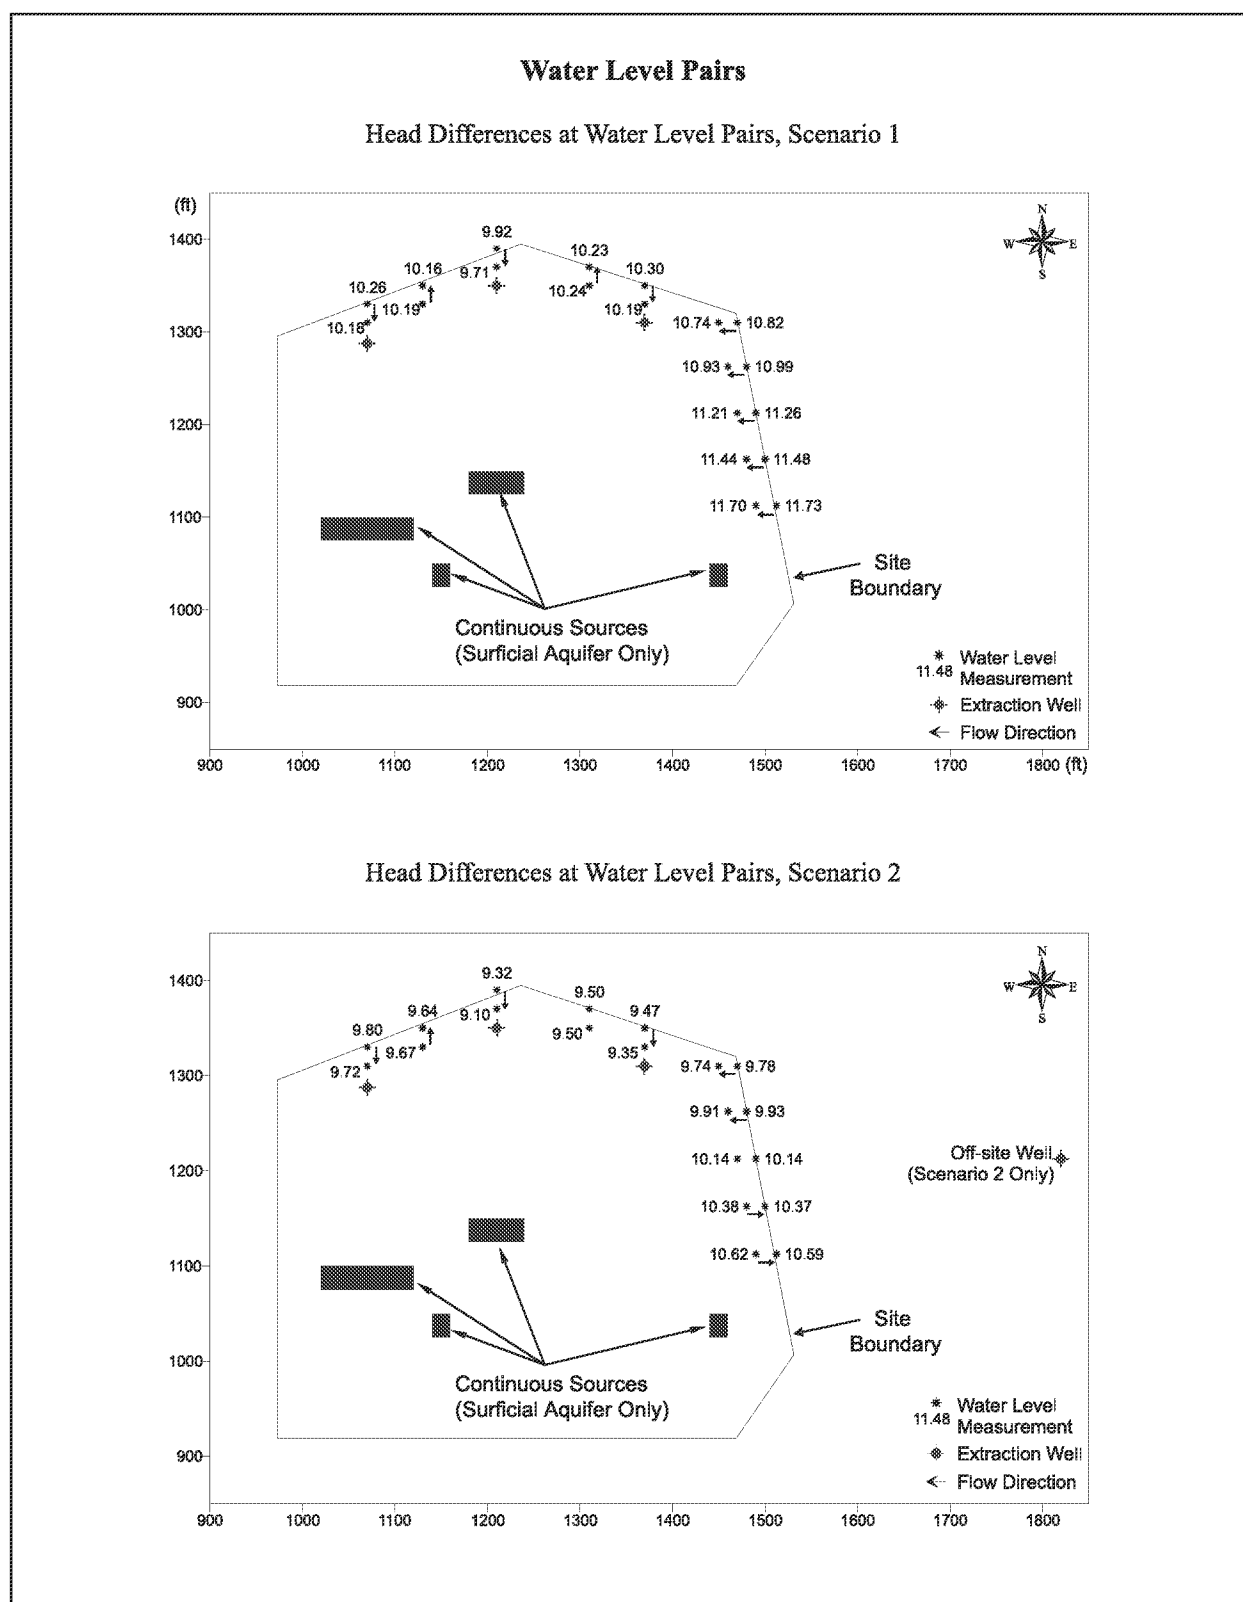 Water Level Pairs
Head Differences at Water Level Pairs, Scenario 1
(ft)
N
W E
S
1400
9.92
10.23
9.71
10.16
10.30
10.26
10.24
10.19
10.19
10.18
1300
10.74 10.82
10.93 10.99
1200
11.21 11.26
11.44 11.48
1100
11.70 11.73
Site
Boundary
1000
Continuous Sources
(Surficial Aquifer Only)
11.48
Water Level
Measurement
900
Extraction Well
Flow Direction
900 1000 1100 1200 1300 1400 1500 1600 1700 1800 (ft)
Head Differences at Water Level Pairs, Scenario 2
N
W E
S
1400
9.32
9.50
9.10
9.64
9.47
9.80
9.50
9.67
9.35
9.72
1300
9.74 9.78
9.91 9.93
1200
10.14 10.14
Off-site Well
(Scenario 2 Only)
10.38 10.37
1100
10.62 10.59
Site
Boundary
1000
Continuous Sources
(Surficial Aquifer Only)
11.48
Water Level
Measurement
900
Extraction Well
Flow Direction
900 1000 1100 1200 1300 1400 1500 1600 1700 1800